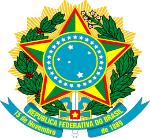 REPÚBLICA FEDERATIVA DO BRASIL
15 de Novembro de 1889